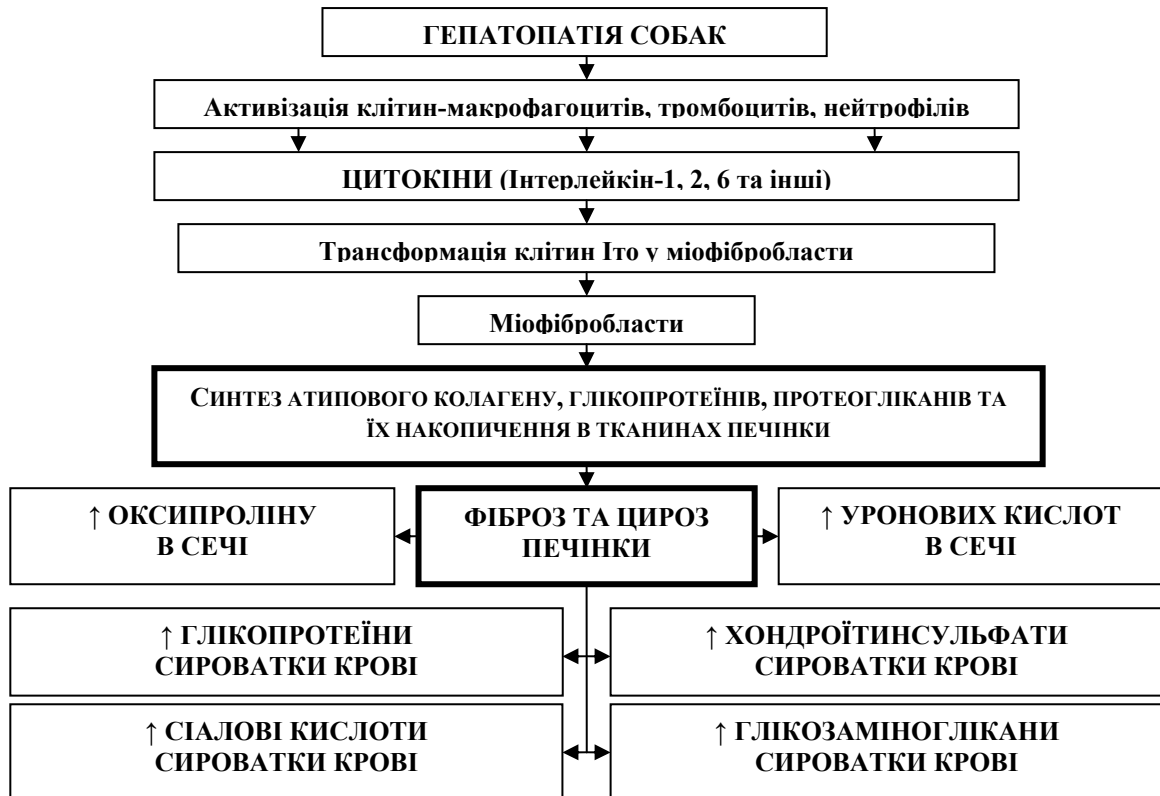 ГЕПАТОПАТІЯ СОБАК
Активізація клітин-макрофагоцитів, тромбоцитів, нейтрофілів
ЦИТОКІНИ (Інтерлейкін-1, 2, 6 та інші)
Трансформація клітин Іто у міофібробласти
Міофібробласти
СИНТЕЗ АТИПОВОГО КОЛАГЕНУ, ГЛІКОПРОТЕЇНІВ, ПРОТЕОГЛІКАНІВ ТА
ЇХ НАКОПИЧЕННЯ В ТКАНИНАХ ПЕЧІНКИ
↑ ОКСИПРОЛІНУ
В СЕЧІ
ФІБРОЗ ТА ЦИРОЗ
ПЕЧІНКИ
↑ УРОНОВИХ КИСЛОТ
В СЕЧІ
↑ ГЛІКОПРОТЕЇНИ
СИРОВАТКИ КРОВІ
↑ ХОНДРОЇТИНСУЛЬФАТИ
СИРОВАТКИ КРОВІ
↑ СІАЛОВІ КИСЛОТИ
СИРОВАТКИ КРОВІ
↑ ГЛІКОЗАМІНОГЛІКАНИ
СИРОВАТКИ КРОВІ